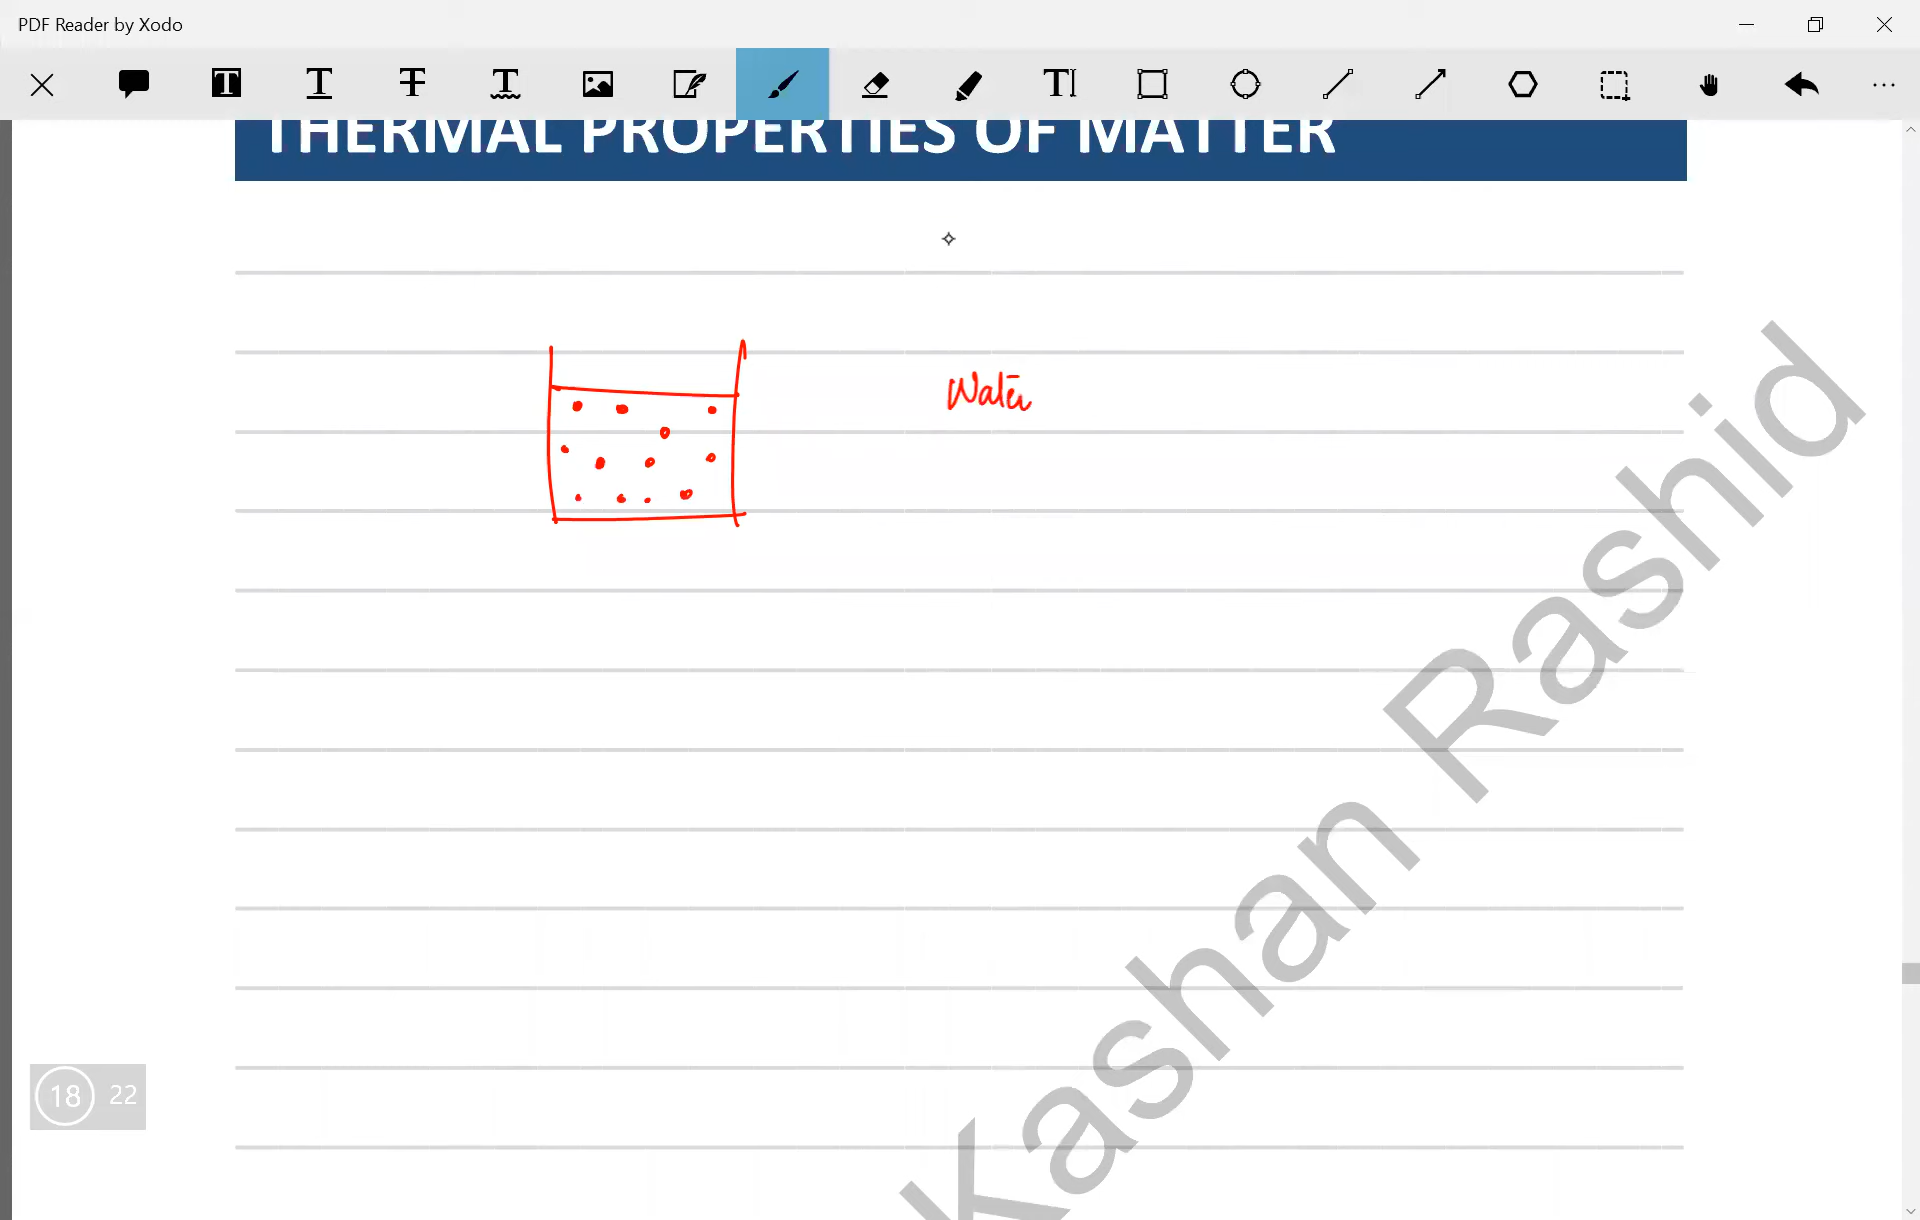 PDF Reader by Xodo
THERMAL PROPERTIES OF MATTER
Water
Kashan Rashid
18 22